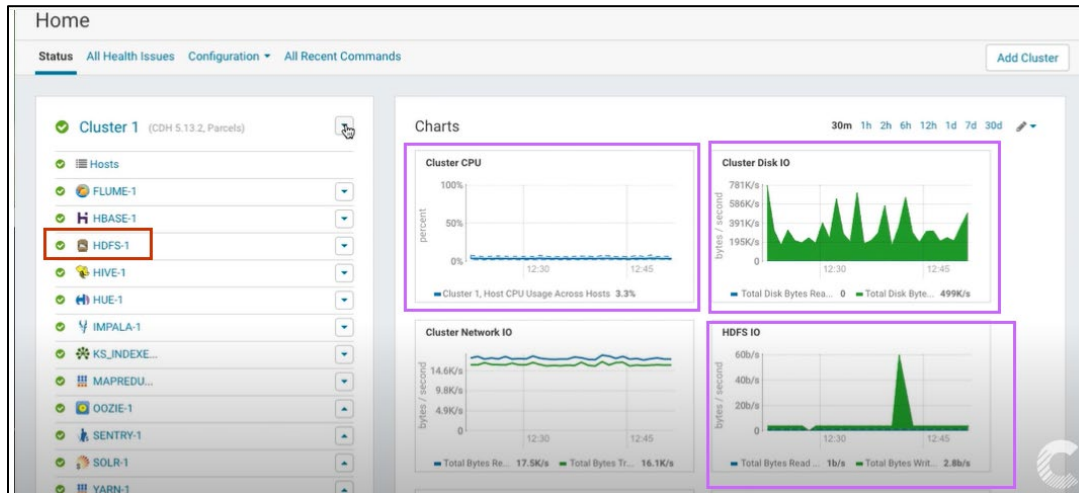 Home
Status All Health Issues Configuration All Recent Commands
Add Cluster
Cluster 1 (CDH 5.13.2, Parcels)
Hosts
FLUME-1
HBASE-1
HDFS-1
HIVE-1
HUE-1
IMPALA-1
KS_INDEXE...
MAPREDU...
OOZIE-1
SENTRY-1
SOLR-1
YARN-1
Charts
30m 1h 2h 6h 12h 1d 7d 30d
Cluster CPU
percent
100%
50%
0%
12:30 12:45
Cluster 1, Host CPU Usage Across Hosts 3.3%
Cluster Disk IO
bytes / second
781K/s
586K/s
391K/s
195K/s
0
12:30 12:45
Total Disk Bytes Rea... 0 Total Disk Byte... 499K/s
Cluster Network IO
bytes / second
14.6K/s
9.8K/s
4.9K/s
0
12:30 12:45
Total Bytes Re... 17.5K/s Total Bytes Tr... 16.1K/s
HDFS IO
bytes / second
60b/s
40b/s
20b/s
0
12:30 12:45
Total Bytes Read ... 1b/s Total Bytes Writ... 2.8b/s